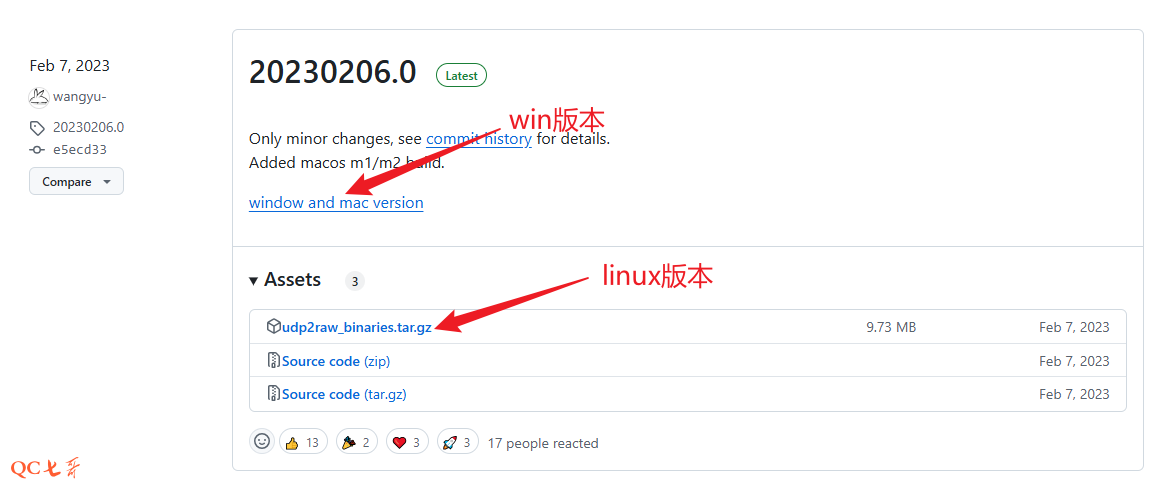 Feb 7, 2023
wangyu-
20230206.0
e5ecd33
Compare
20230206.0 Latest
win版本
Only minor changes, see commit history for details.
Added macos m1/m2 build.
window and mac version
Assets 3
linux版本
udp2raw_binaries.tar.gz 9.73 MB Feb 7, 2023
Source code (zip) Feb 7, 2023
Source code (tar.gz) Feb 7, 2023
13 2 3 3 17 people reacted
QC七哥